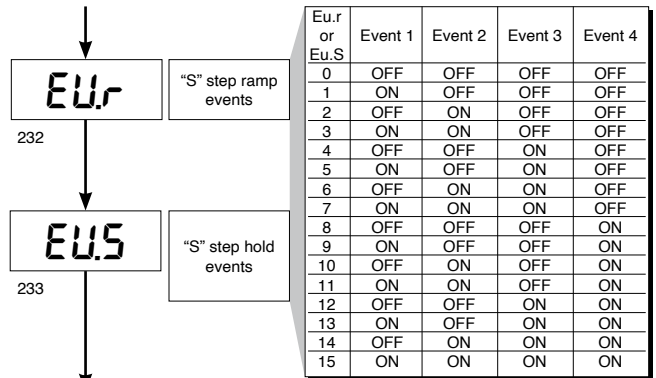 EU.r
"S" step ramp
events
232
EU.S
"S" step hold
events
233
Eu.r
or
Eu.S
Event 1 Event 2 Event 3 Event 4
0 OFF OFF OFF OFF
1 ON OFF OFF OFF
2 OFF ON OFF OFF
3 ON ON OFF OFF
4 OFF OFF ON OFF
5 ON OFF ON OFF
6 OFF ON ON OFF
7 ON ON ON OFF
8 OFF OFF OFF ON
9 ON OFF OFF ON
10 OFF ON OFF ON
11 ON ON OFF ON
12 OFF OFF ON ON
13 ON OFF ON ON
14 OFF ON ON ON
15 ON ON ON ON